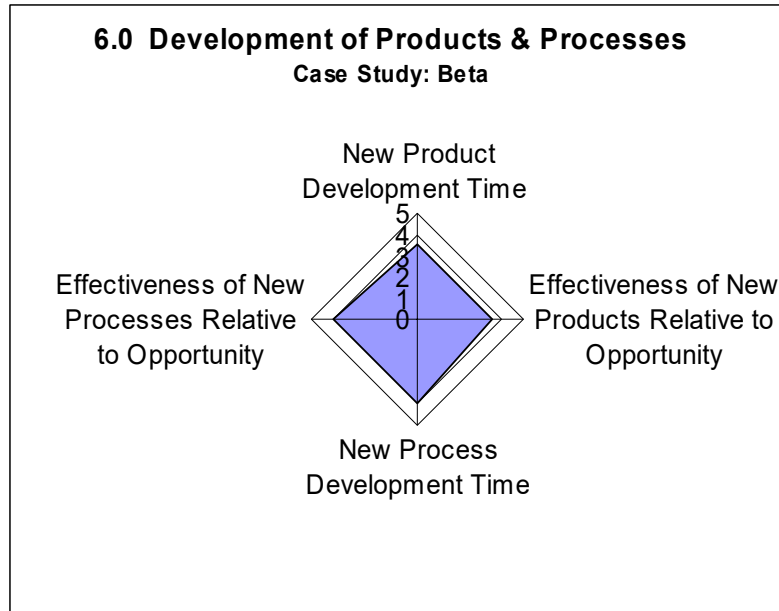 6.0 Development of Products & Processes
Case Study: Beta
New Product
Development Time
5
4
3
2
1
0
Effectiveness of New
Processes Relative
to Opportunity
Effectiveness of New
Products Relative to
Opportunity
New Process
Development Time